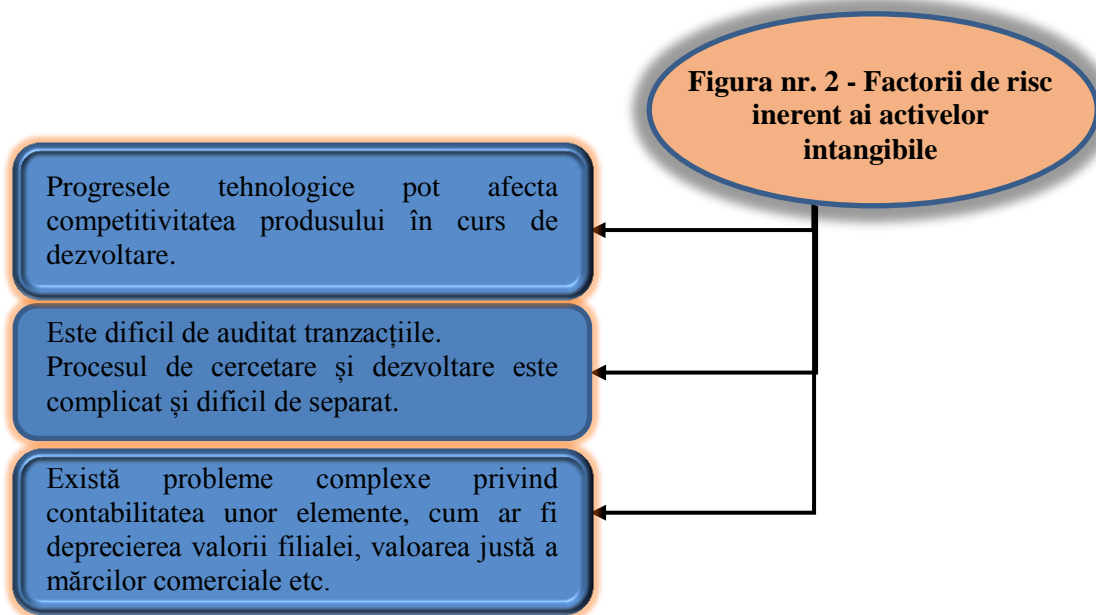 Figura nr. 2 - Factorii de risc
inerent ai activelor
intangibile
Progresele tehnologice pot afecta
competitivitatea produsului în curs de
dezvoltare.
Este dificil de auditat tranzacțiile.
Procesul de cercetare și dezvoltare este
complicat și dificil de separat.
Există probleme complexe privind
contabilitatea unor elemente, cum ar fi
deprecierea valorii filialei, valoarea justă a
mărcilor comerciale etc.